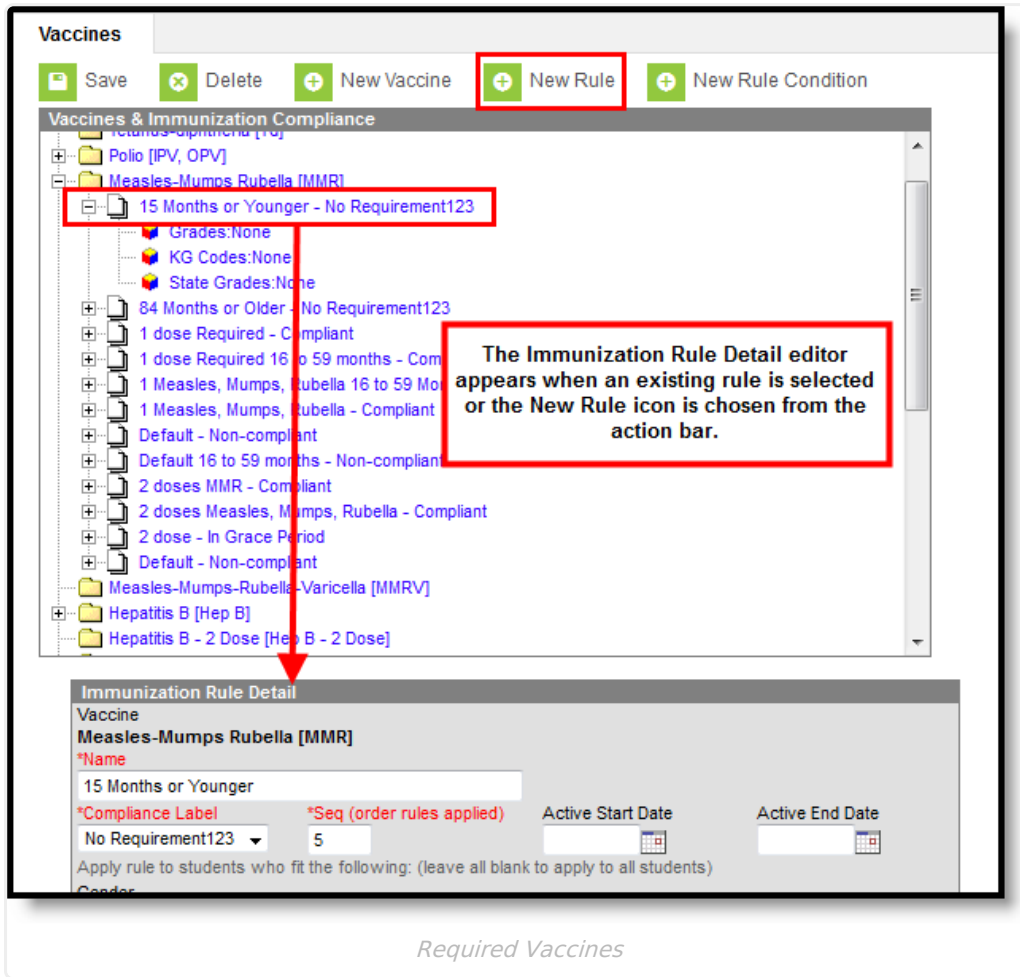 Vaccines
Save Delete New Vaccine New Rule New Rule Condition
Vaccines & Immunization Compliance
Tetanus-diphtheria [Td]
Polio [IPV, OPV]
Measles-Mumps Rubella [MMR]
15 Months or Younger - No Requirement123
Grades:None
KG Codes:None
State Grades:None
84 Months or Older - No Requirement123
1 dose Required - Compliant
1 dose Required 16 to 59 months - Com
1 Measles, Mumps, Rubella 16 to 59 Mo
1 Measles, Mumps, Rubella - Compliant
Default - Non-compliant
Default 16 to 59 months - Non-compliant
2 doses MMR - Compliant
2 doses Measles, Mumps, Rubella - Compliant
2 dose - In Grace Period
Default - Non-compliant
Measles-Mumps-Rubella-Varicella [MMRV]
Hepatitis B [Hep B]
Hepatitis B - 2 Dose [Hep B - 2 Dose]
The Immunization Rule Detail editor
appears when an existing rule is selected
or the New Rule icon is chosen from the
action bar.
Immunization Rule Detail
Vaccine
Measles-Mumps Rubella [MMR]
*Name
15 Months or Younger
*Compliance Label *Seq (order rules applied) Active Start Date Active End Date
No Requirement123 5
Apply rule to students who fit the following: (leave all blank to apply to all students)
Gender
Required Vaccines